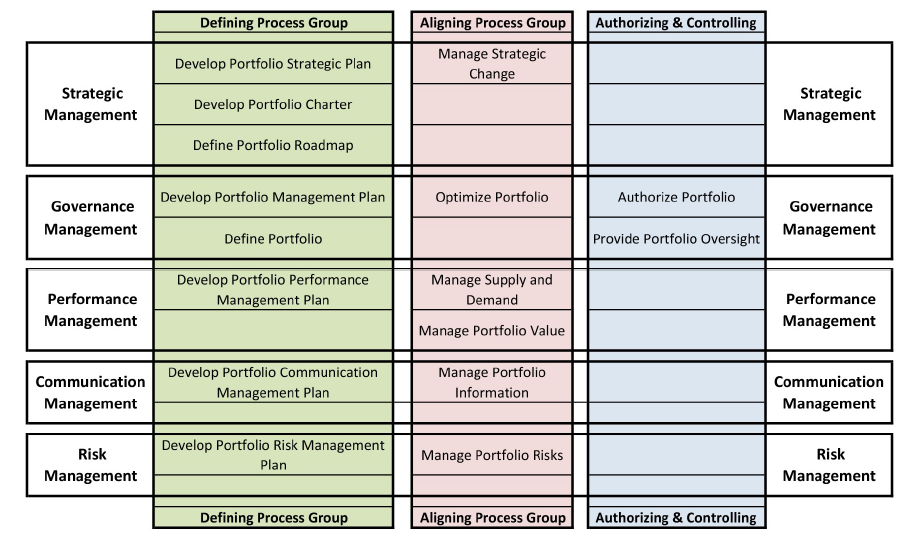 Defining Process Group
Aligning Process Group
Authorizing & Controlling
Strategic
Management
Develop Portfolio Strategic Plan
Manage Strategic
Change
Develop Portfolio Charter
Define Portfolio Roadmap
Strategic
Management
Governance
Management
Develop Portfolio Management Plan
Optimize Portfolio
Authorize Portfolio
Define Portfolio
Provide Portfolio Oversight
Governance
Management
Performance
Management
Develop Portfolio Performance
Management Plan
Manage Supply and
Demand
Manage Portfolio Value
Performance
Management
Communication
Management
Develop Portfolio Communication
Management Plan
Manage Portfolio
Information
Communication
Management
Risk
Management
Develop Portfolio Risk Management
Plan
Manage Portfolio Risks
Risk
Management
Defining Process Group
Aligning Process Group
Authorizing & Controlling